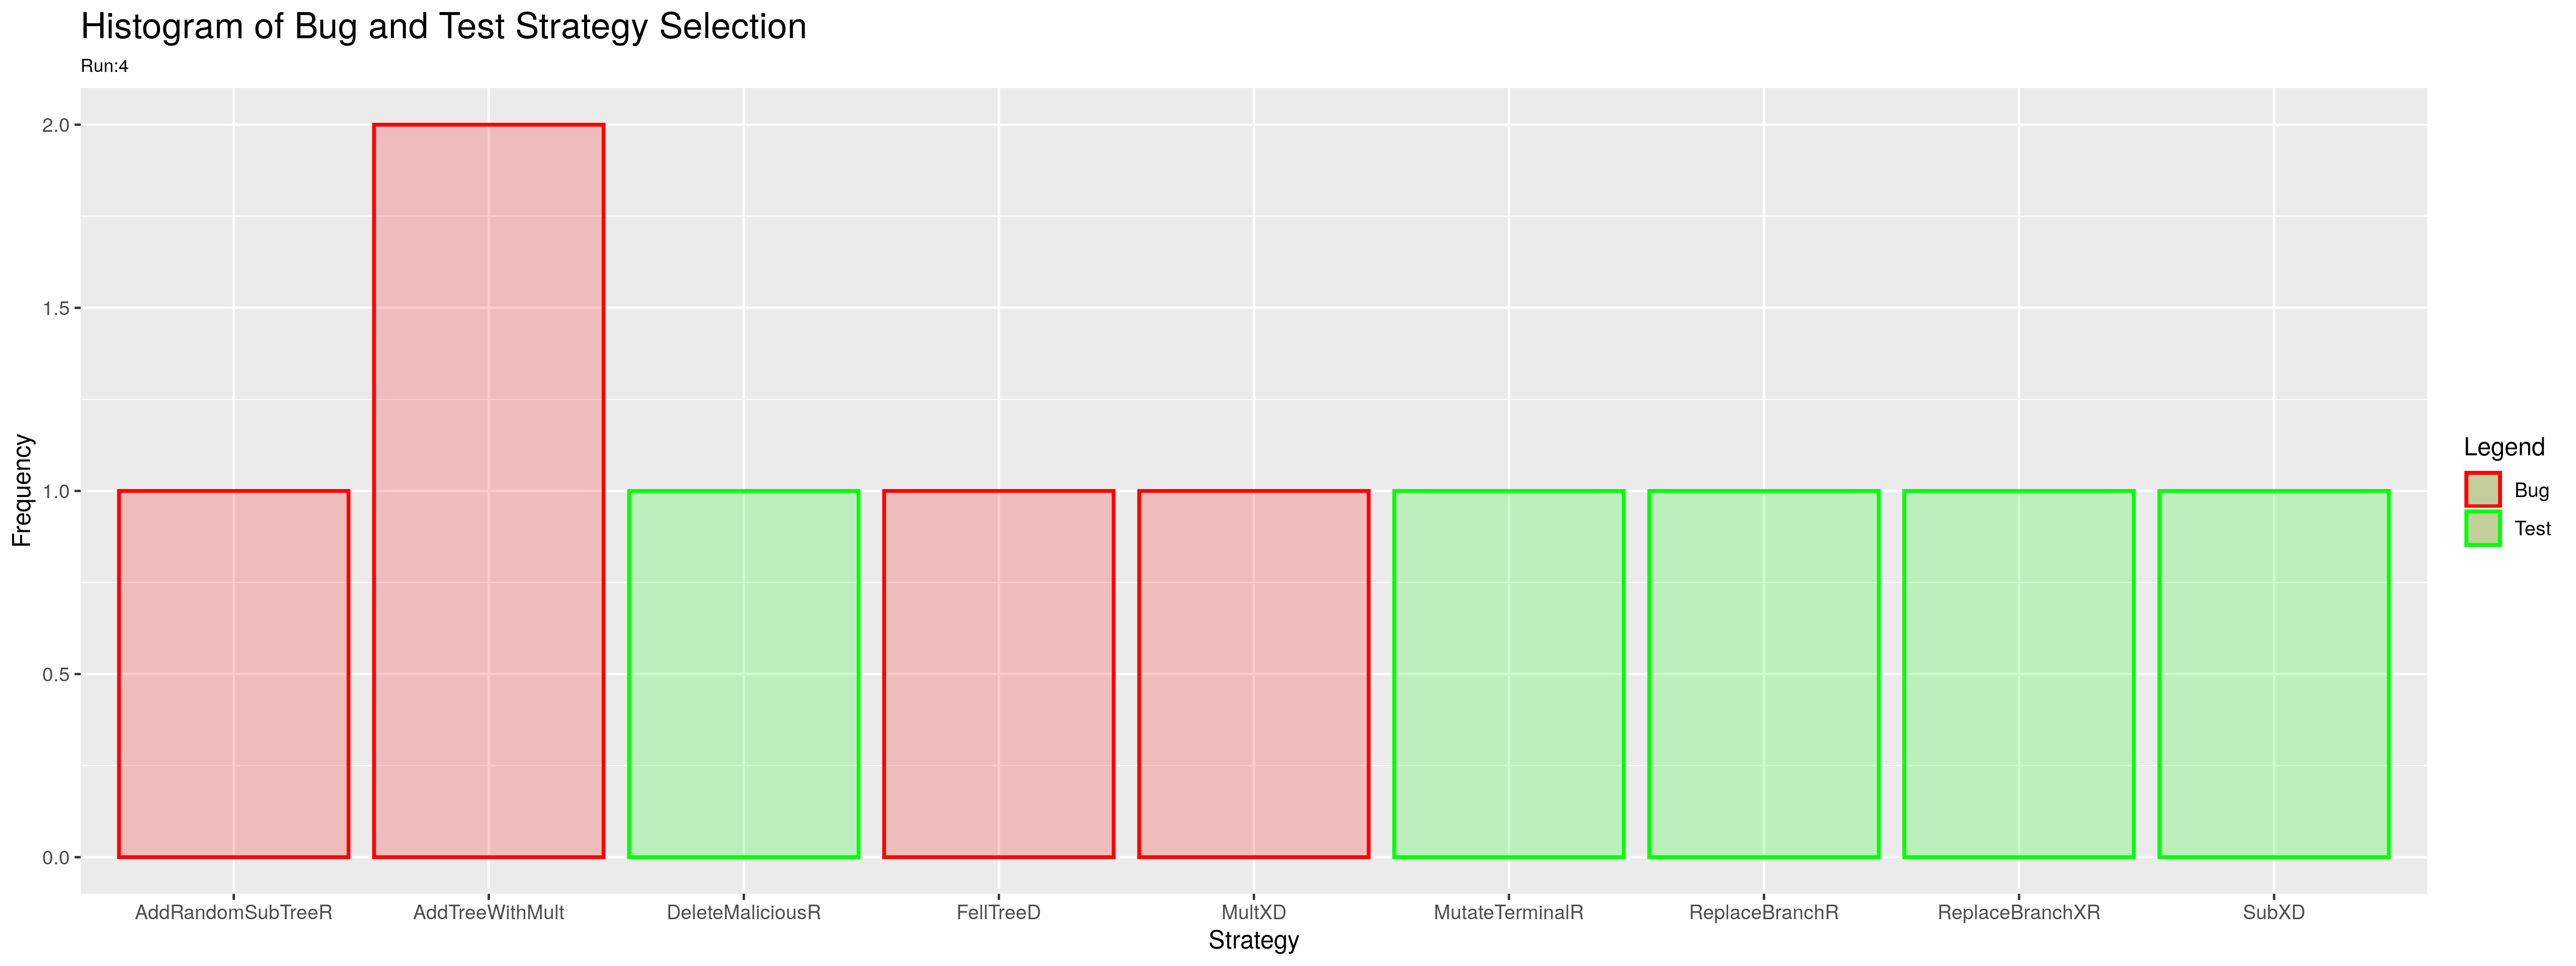 Histogram of Bug and Test Strategy Selection
Run:4
2.0
1.5
1.0
0.5
0.0
Frequency
AddRandomSubTreeR AddTreeWithMult DeleteMaliciousR FellTreeD MultXD MutateTerminalR ReplaceBranchR ReplaceBranchXR SubXD
Strategy
Legend
Bug
Test